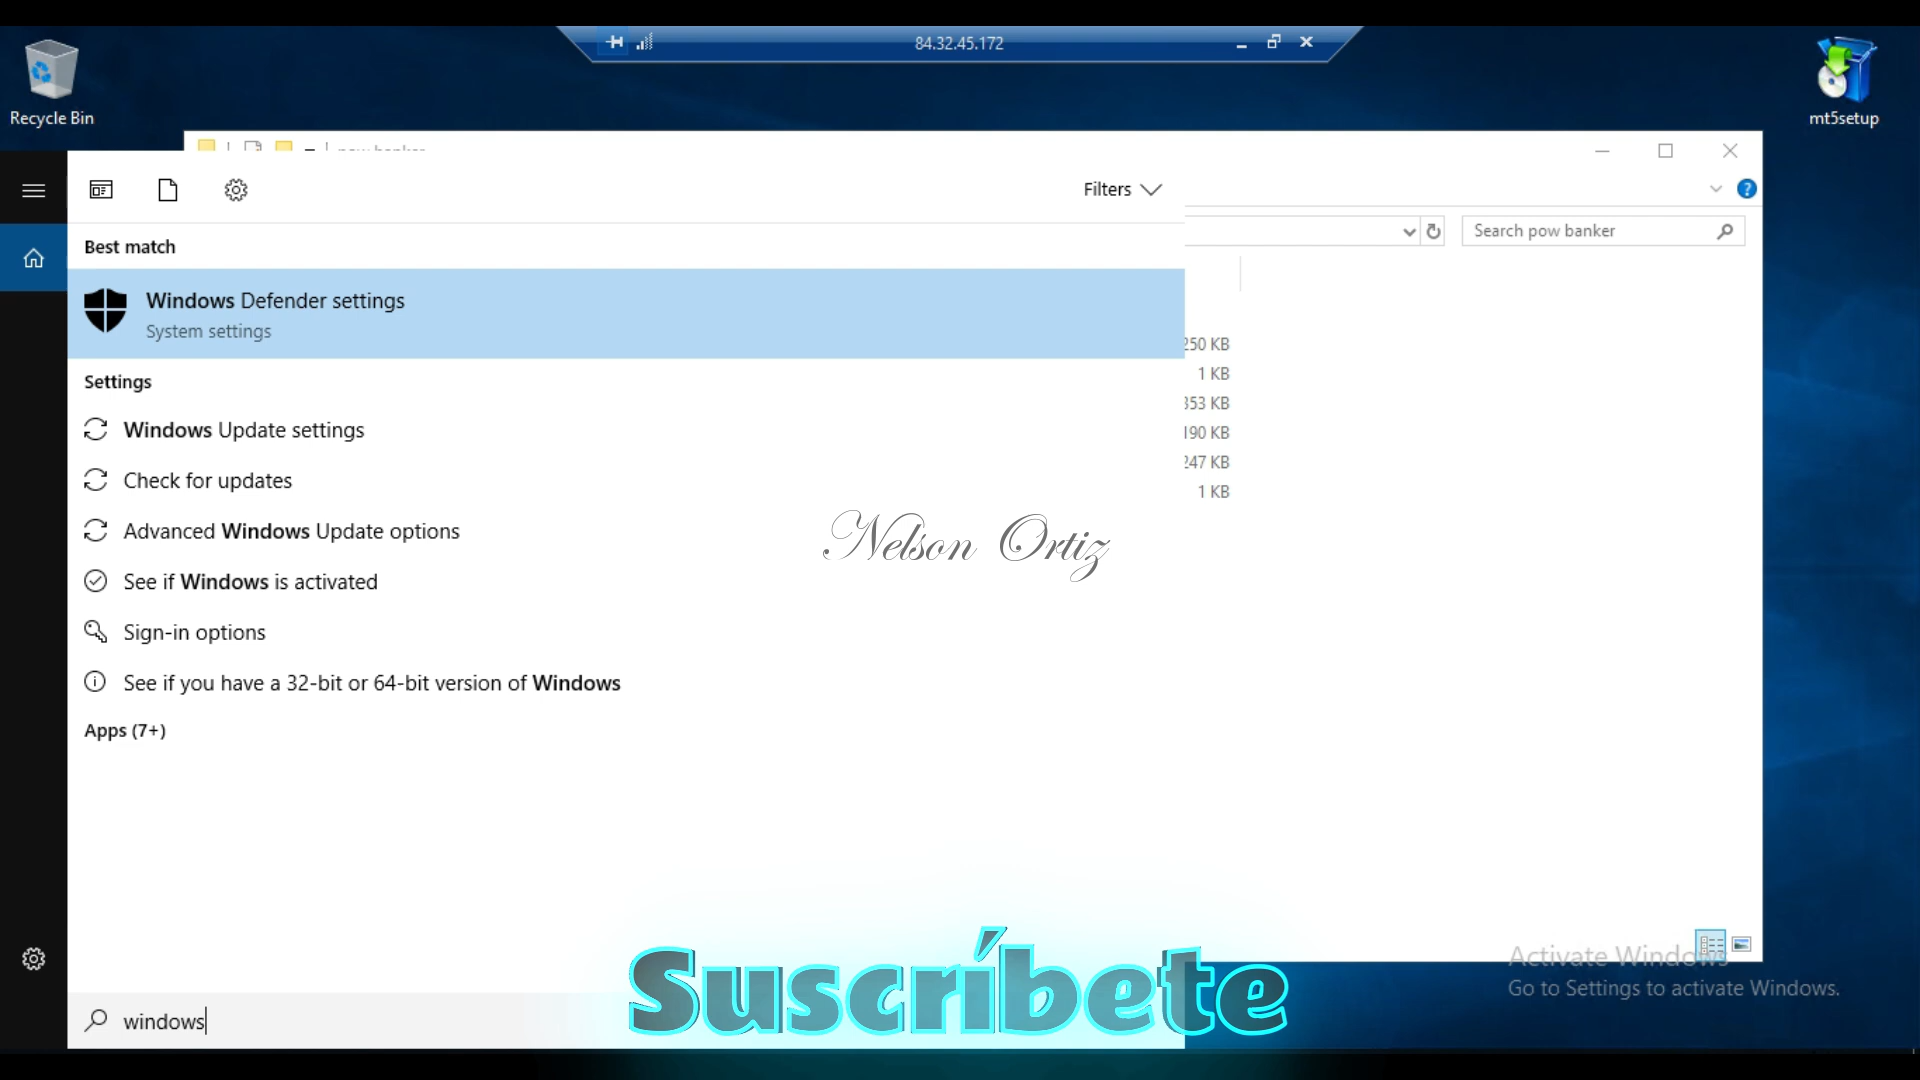 84.32.45.172
Recycle Bin
mt5setup
Filters
Search pow banker
Best match
Windows Defender settings
System settings
Settings
Windows Update settings
Check for updates
Advanced Windows Update options
See if Windows is activated
Sign-in options
See if you have a 32-bit or 64-bit version of Windows
Apps (7+)
250 KB
1 KB
353 KB
190 KB
247 KB
1 KB
Nelson Ortiz
Suscríbete
Activate Windows
Go to Settings to activate Windows.
windows